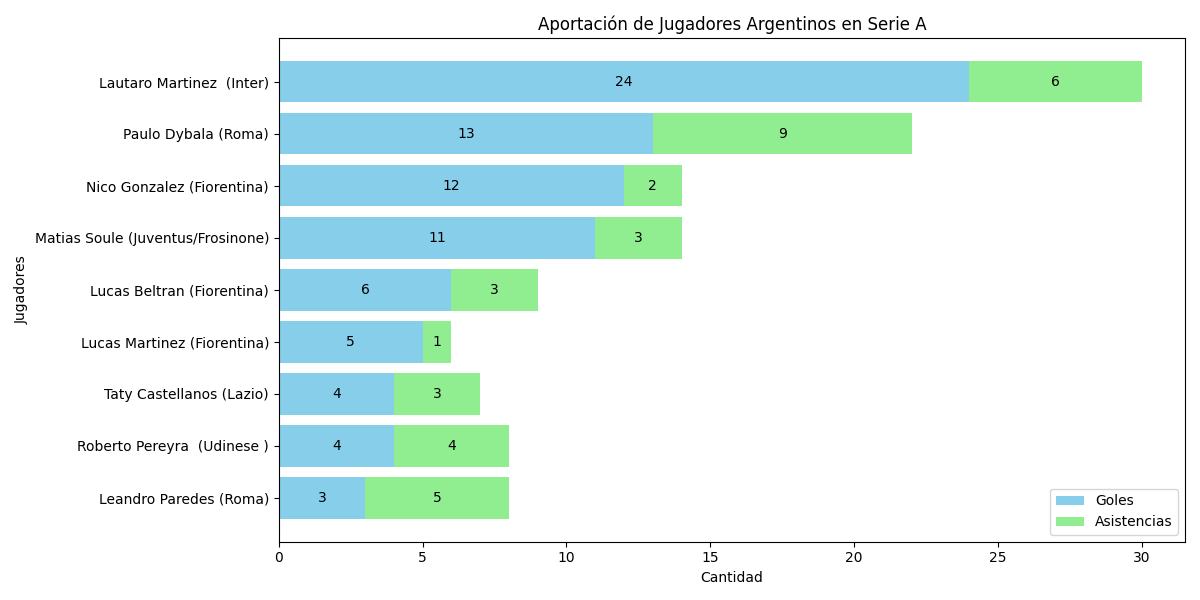 Aportación de Jugadores Argentinos en Serie A
Jugadores
Lautaro Martinez  (Inter) 24 6
Paulo Dybala (Roma) 13 9
Nico Gonzalez (Fiorentina) 12 2
Matias Soule (Juventus/Frosinone) 11 3
Lucas Beltran (Fiorentina) 6 3
Lucas Martinez (Fiorentina) 5 1
Taty Castellanos (Lazio) 4 3
Roberto Pereyra  (Udinese ) 4 4
Leandro Paredes (Roma) 3 5
Goles
Asistencias
0 5 10 15 20 25 30
Cantidad